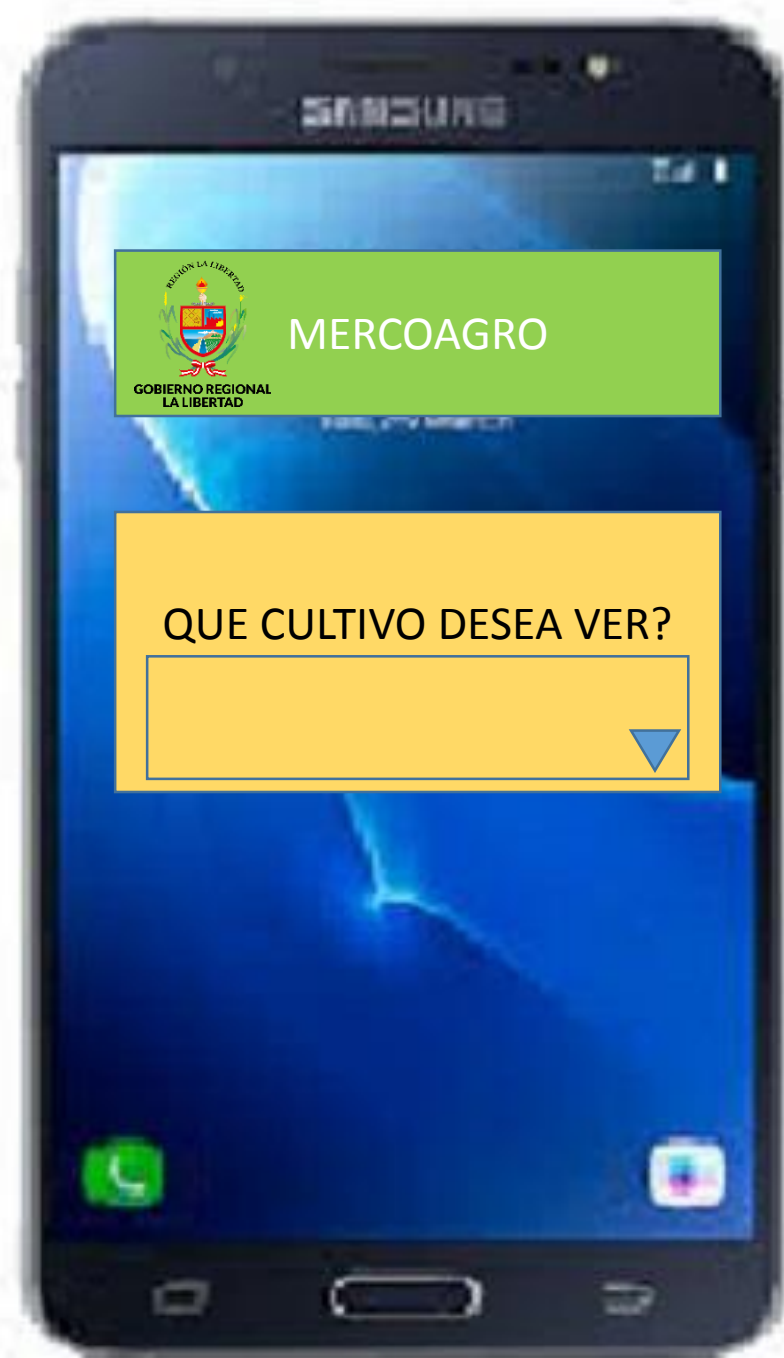 SAMSUNG
REGIÓN LA LIBERTAD
MERCOAGRO
GOBIERNO REGIONAL
LA LIBERTAD
QUE CULTIVO DESEA VER?